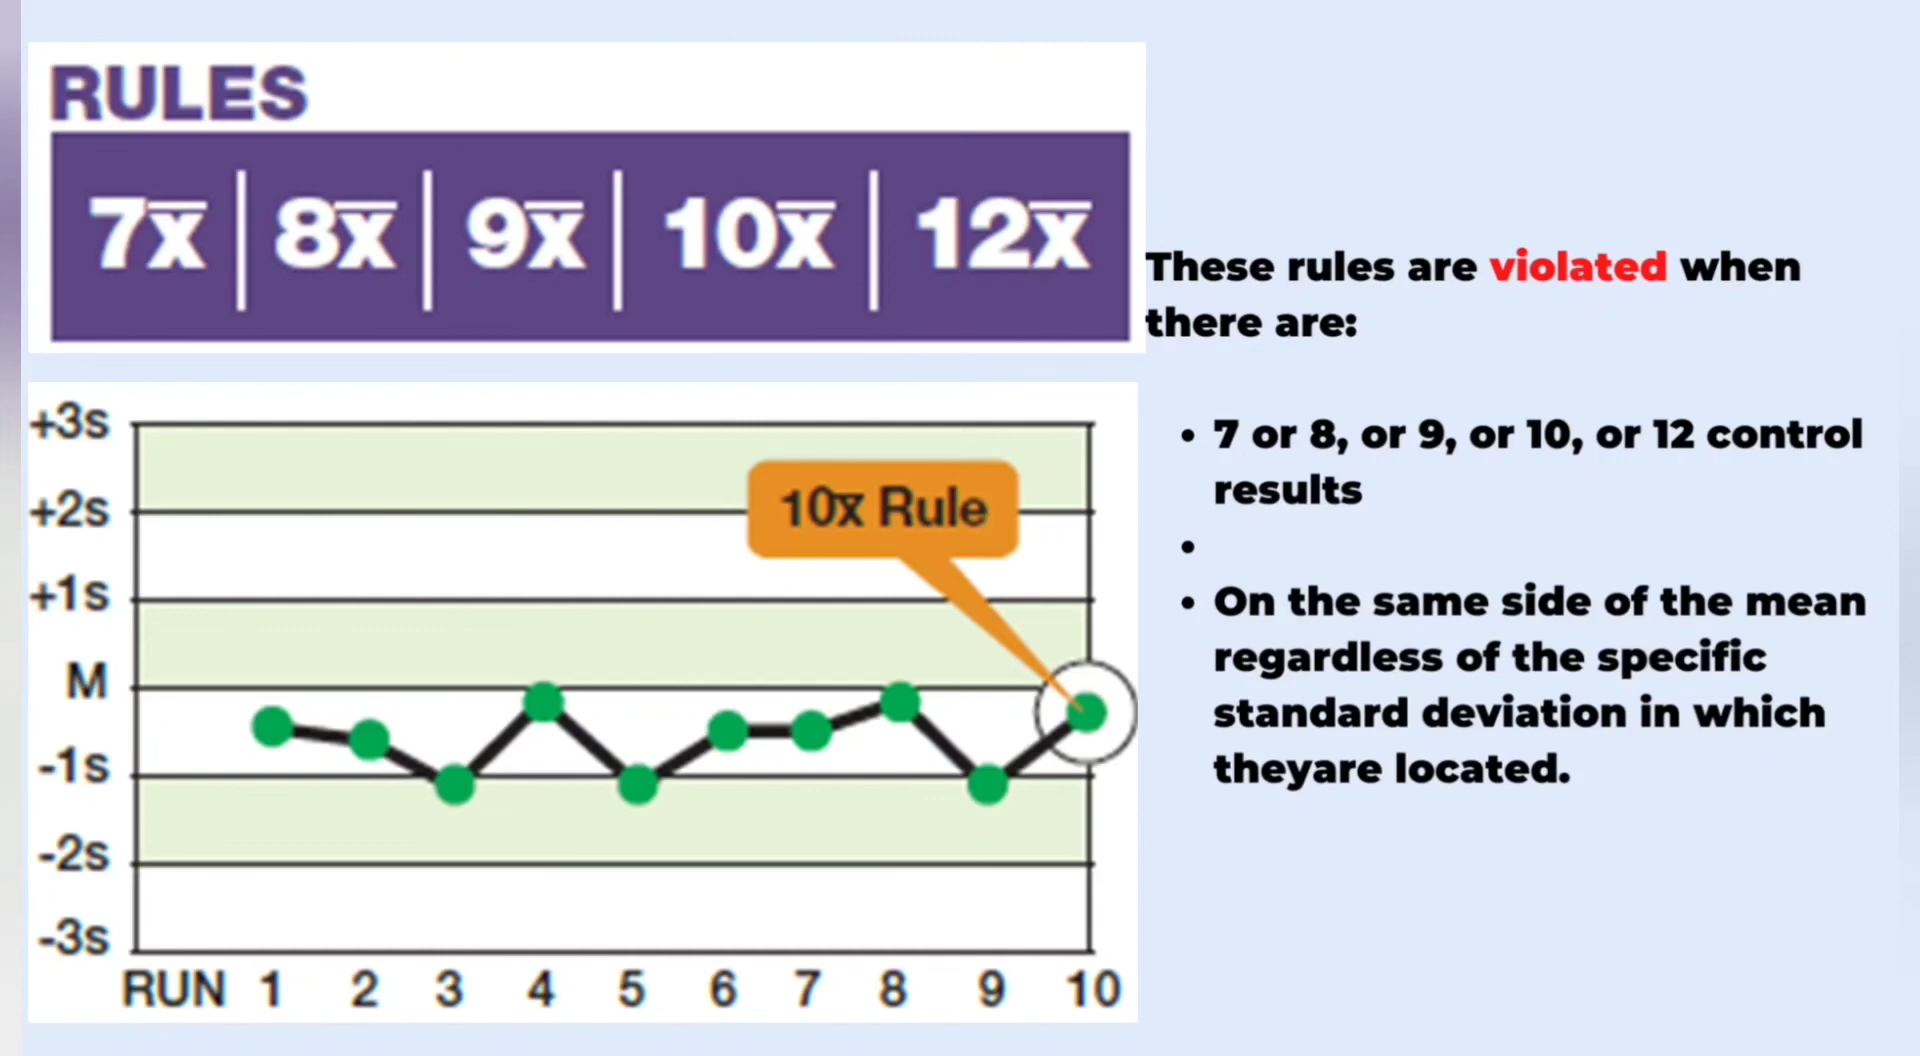 RULES
7x̅ | 8x̅ | 9x̅ | 10x̅ | 12x̅
These rules are violated when
there are:
• 7 or 8, or 9, or 10, or 12 control
results
•
• On the same side of the mean
regardless of the specific
standard deviation in which
theyare located.
+3s
+2s
10x̅ Rule
+1s
M
-1s
-2s
-3s
RUN 1 2 3 4 5 6 7 8 9 10